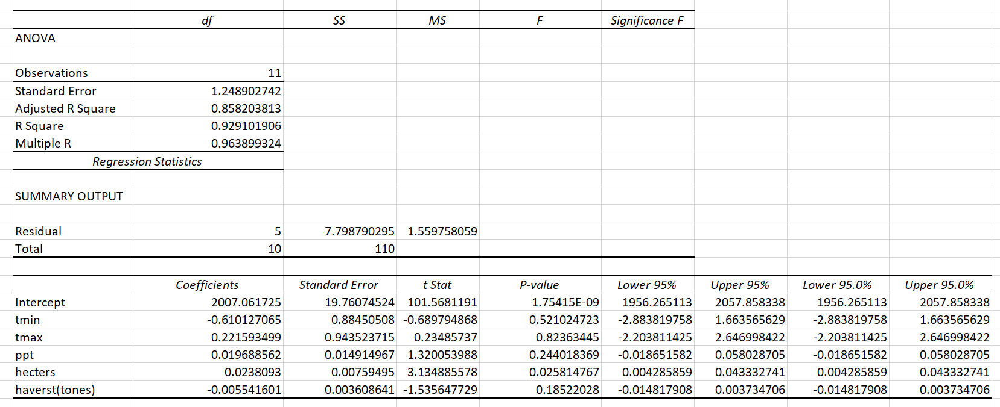 df SS MS F Significance F
ANOVA
Observations 11
Standard Error 1.248902742
Adjusted R Square 0.858203813
R Square 0.929101906
Multiple R 0.963899324
Regression Statistics
SUMMARY OUTPUT
Residual 5 7.798790295 1.559758059
Total 10 110
Coefficients Standard Error t Stat P-value Lower 95% Upper 95% Lower 95.0% Upper 95.0%
Intercept 2007.061725 19.76074524 101.5681191 1.75415E-09 1956.265113 2057.858338 1956.265113 2057.858338
tmin -0.610127065 0.88450508 -0.689794868 0.521024723 -2.883819758 1.663565629 -2.883819758 1.663565629
tmax 0.221593499 0.943523715 0.23485737 0.82363445 -2.203811425 2.646998422 -2.203811425 2.646998422
ppt 0.019688562 0.014914967 1.320053988 0.244018369 -0.018651582 0.058028705 -0.018651582 0.058028705
hecters 0.0238093 0.00759495 3.134885578 0.025814767 0.004285859 0.043332741 0.004285859 0.043332741
haverst(tones) -0.005541601 0.003608641 -1.535647729 0.18522028 -0.014817908 0.003734706 -0.014817908 0.003734706